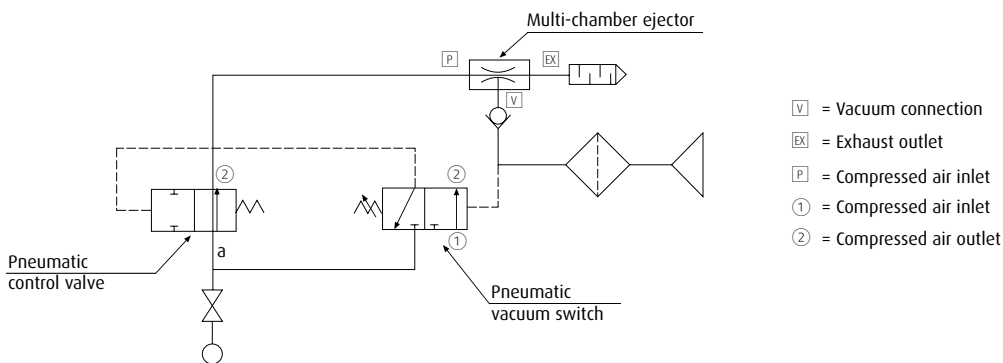 Multi-chamber ejector
P
EX
V
V = Vacuum connection
EX = Exhaust outlet
P = Compressed air inlet
1 = Compressed air inlet
2 = Compressed air outlet
2
2
1
a
Pneumatic
control valve
Pneumatic
vacuum switch